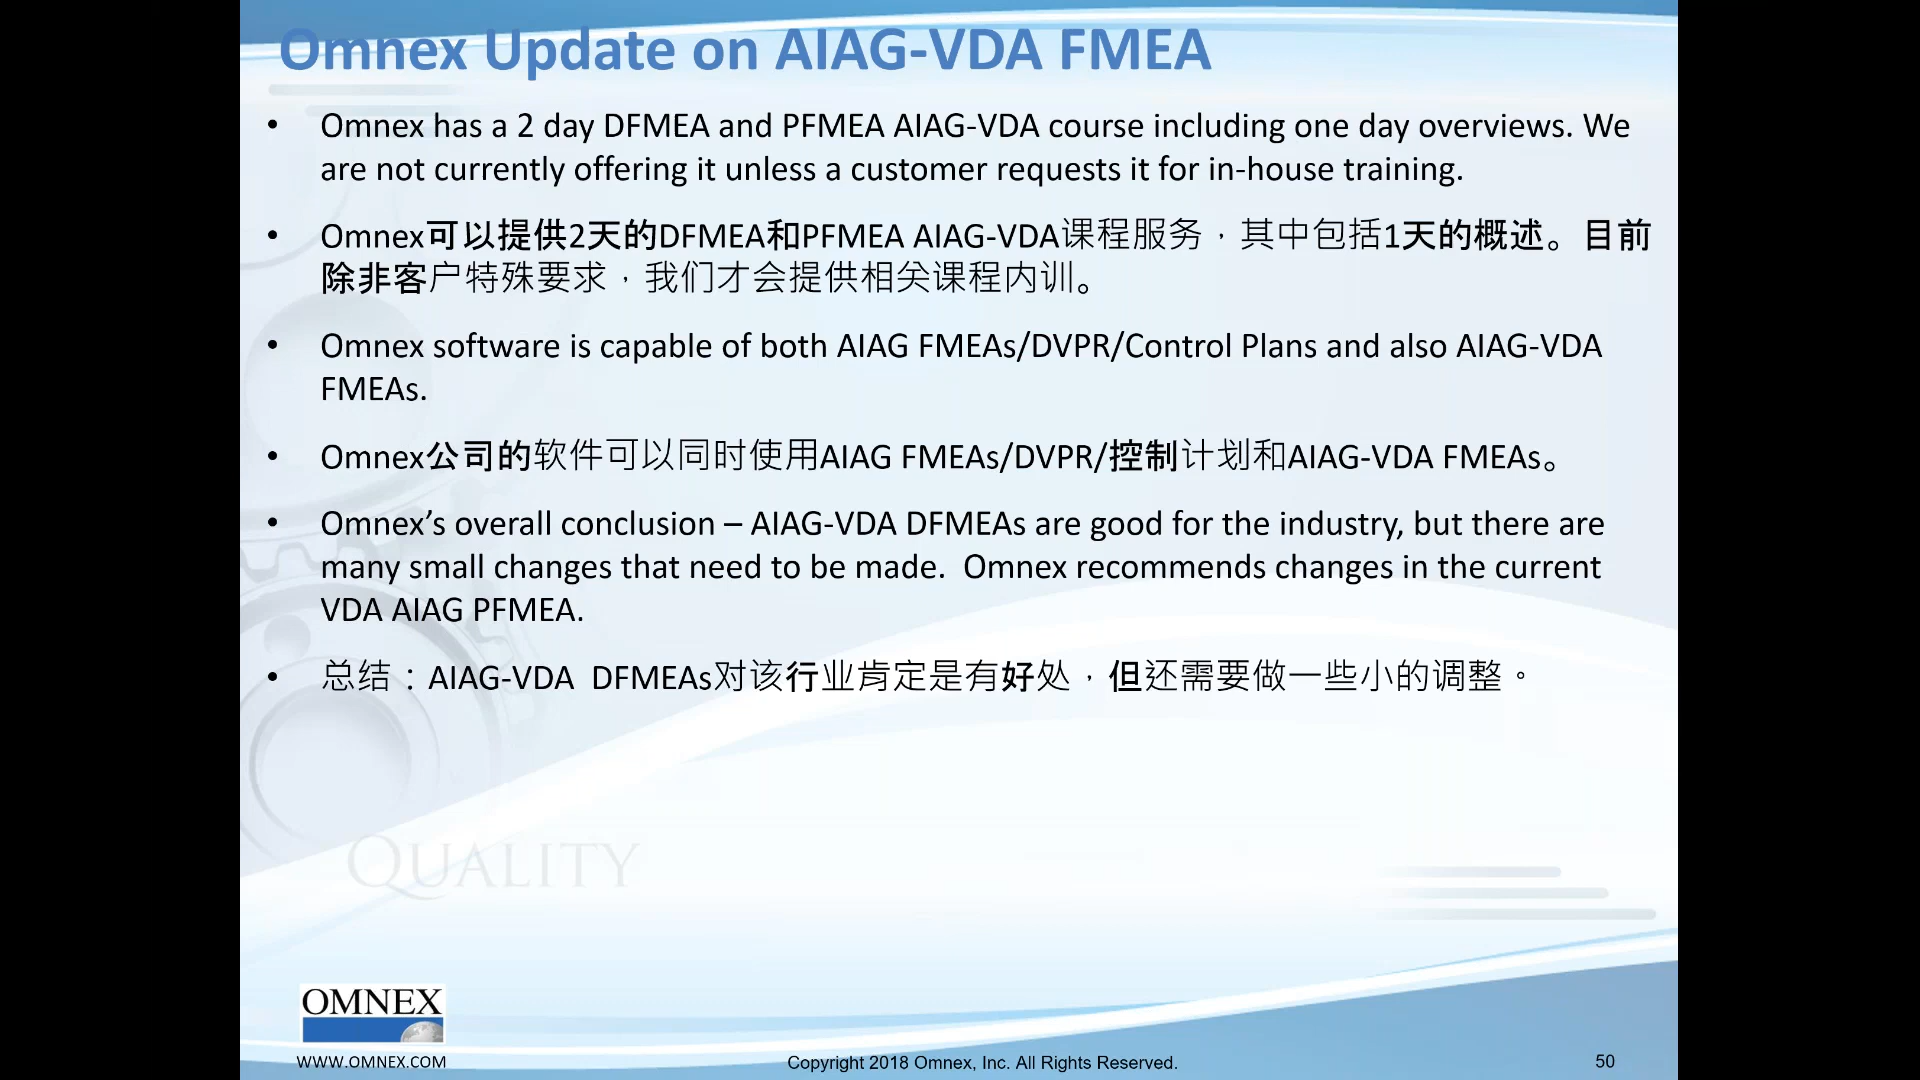 Omnex Update on AIAG-VDA FMEA
• Omnex has a 2 day DFMEA and PFMEA AIAG-VDA course including one day overviews. We
are not currently offering it unless a customer requests it for in-house training.
• Omnex可以提供2天的DFMEA和PFMEA AIAG-VDA课程服务，其中包括1天的概述。目前
除非客户特殊要求，我们才会提供相关课程内训。
• Omnex software is capable of both AIAG FMEAs/DVPR/Control Plans and also AIAG-VDA
FMEAs.
• Omnex公司的软件可以同时使用AIAG FMEAs/DVPR/控制计划和AIAG-VDA FMEAs。
• Omnex’s overall conclusion – AIAG-VDA DFMEAs are good for the industry, but there are
many small changes that need to be made.  Omnex recommends changes in the current
VDA AIAG PFMEA.
• 总结：AIAG-VDA  DFMEAs对该行业肯定是有好处，但还需要做一些小的调整。
QUALITY
OMNEX
WWW.OMNEX.COM
Copyright 2018 Omnex, Inc. All Rights Reserved.
50